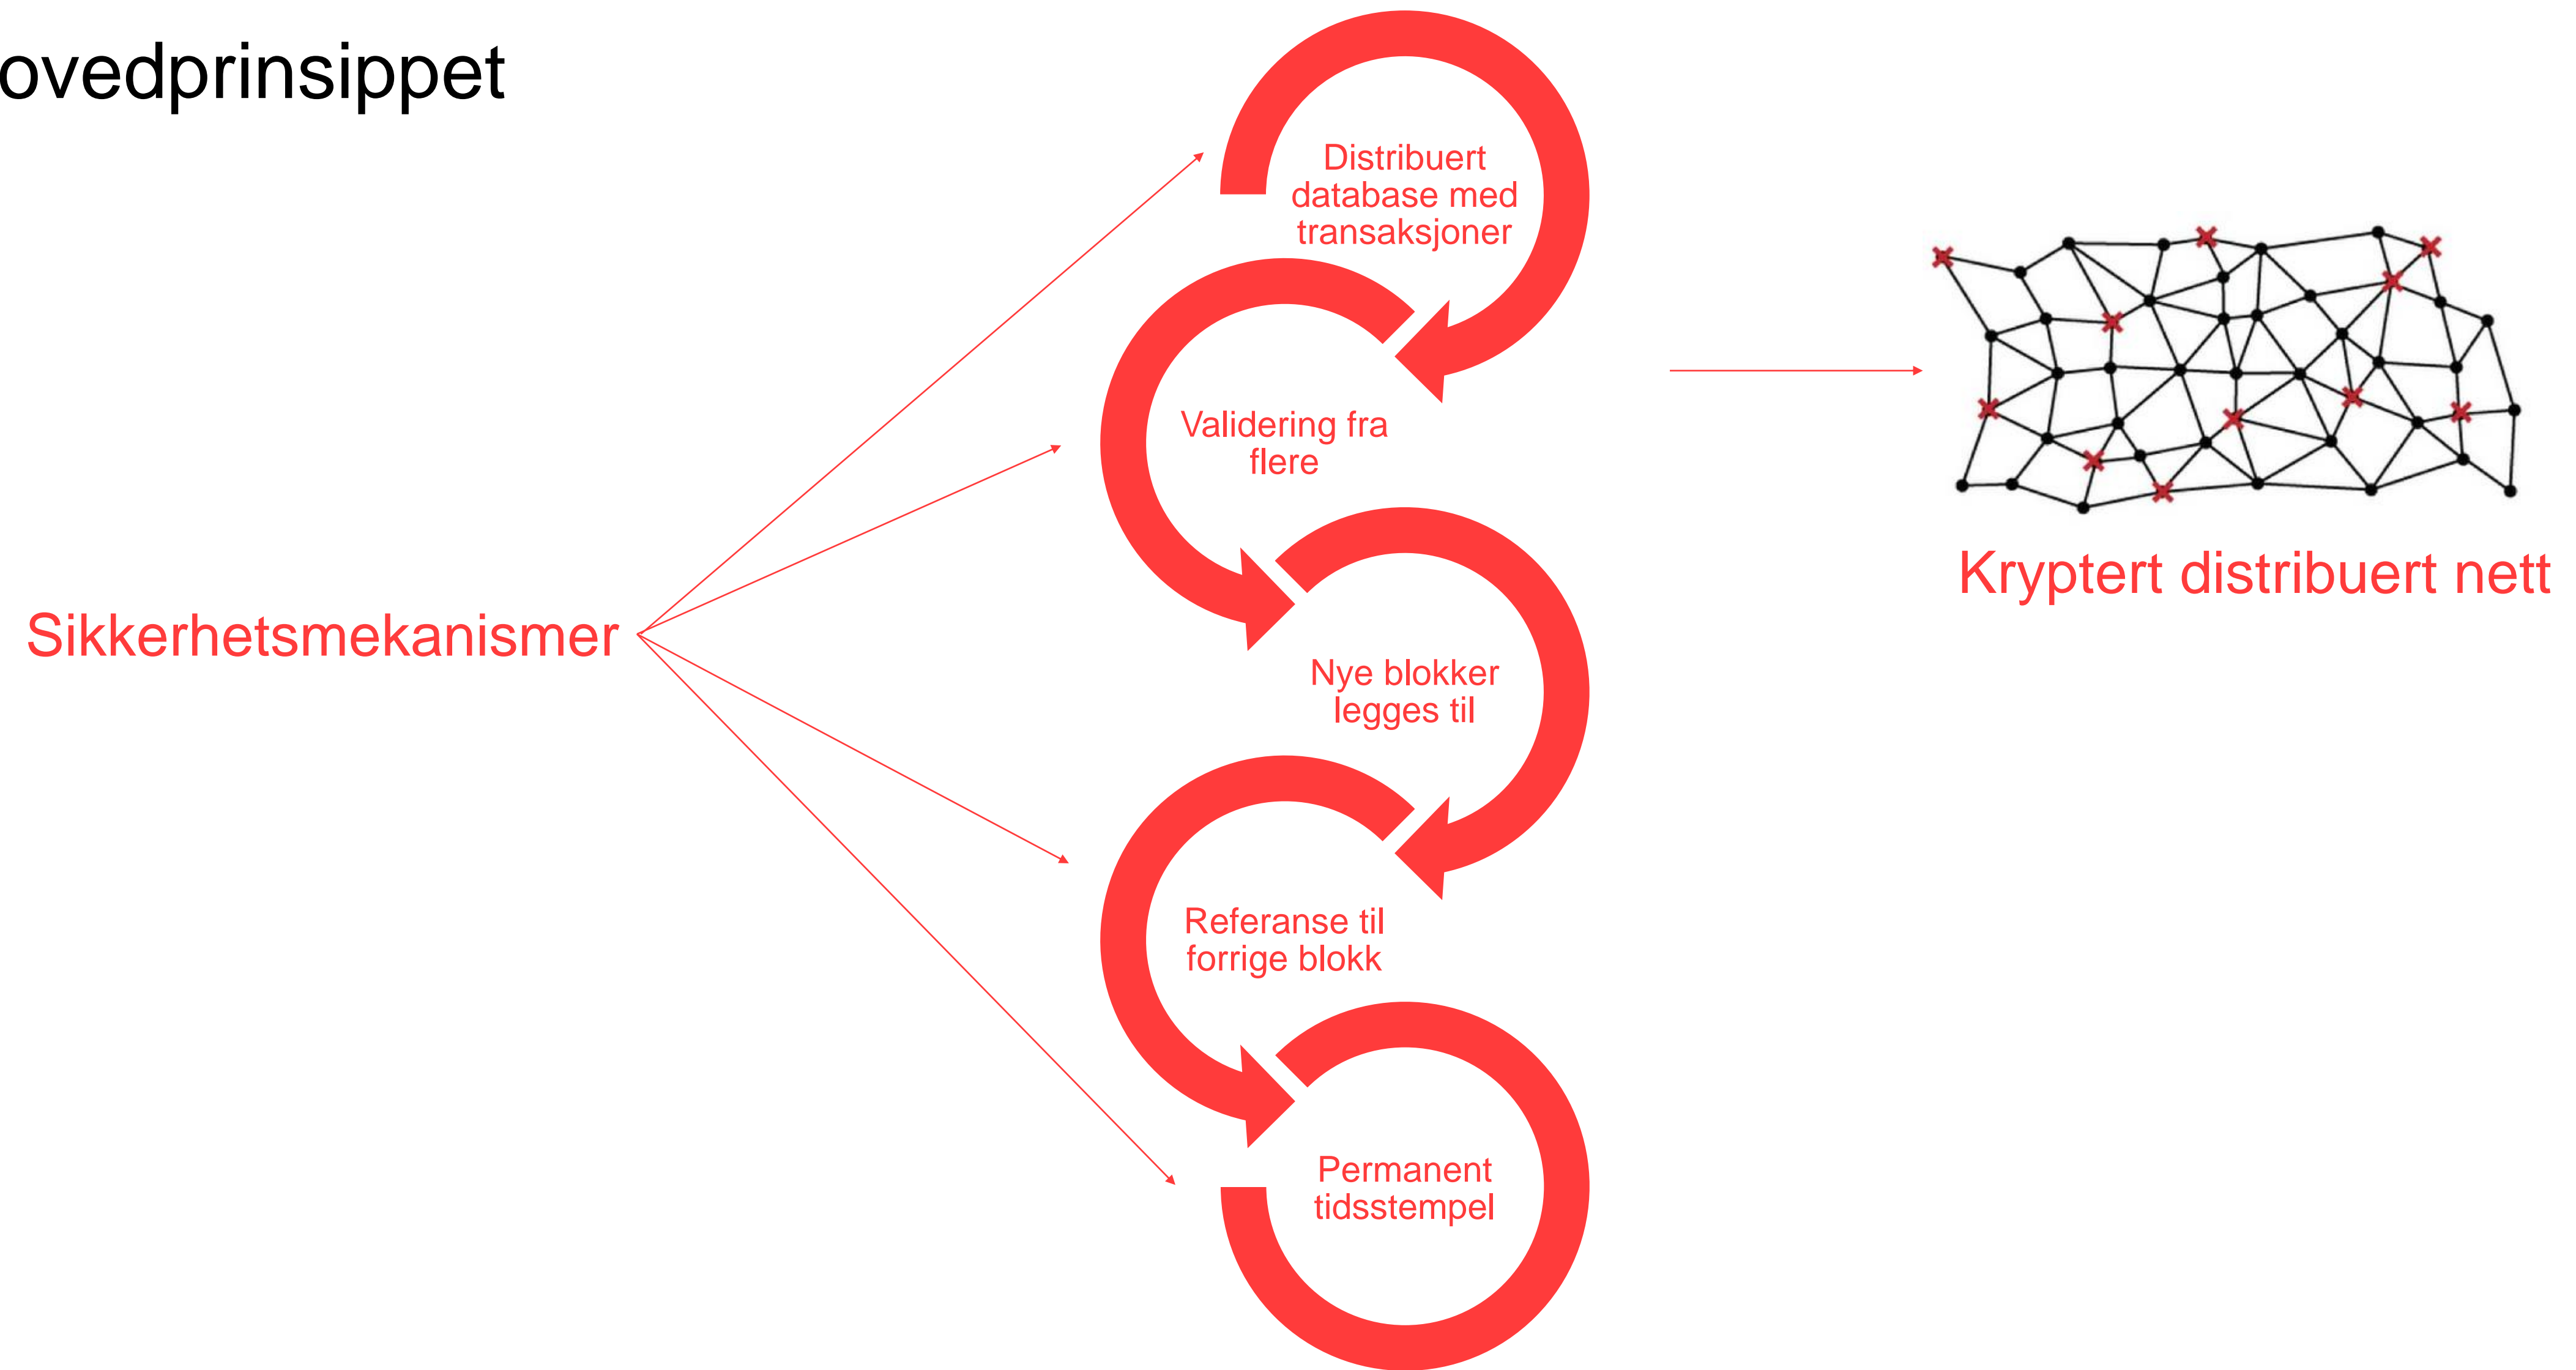 ovedprinsippet
Distribuert
database med
transaksjoner
Validering fra
flere
Kryptert distribuert nett
Sikkerhetsmekanismer
Nye blokker
legges til
Referanse til
forrige blokk
Permanent
tidsstempel